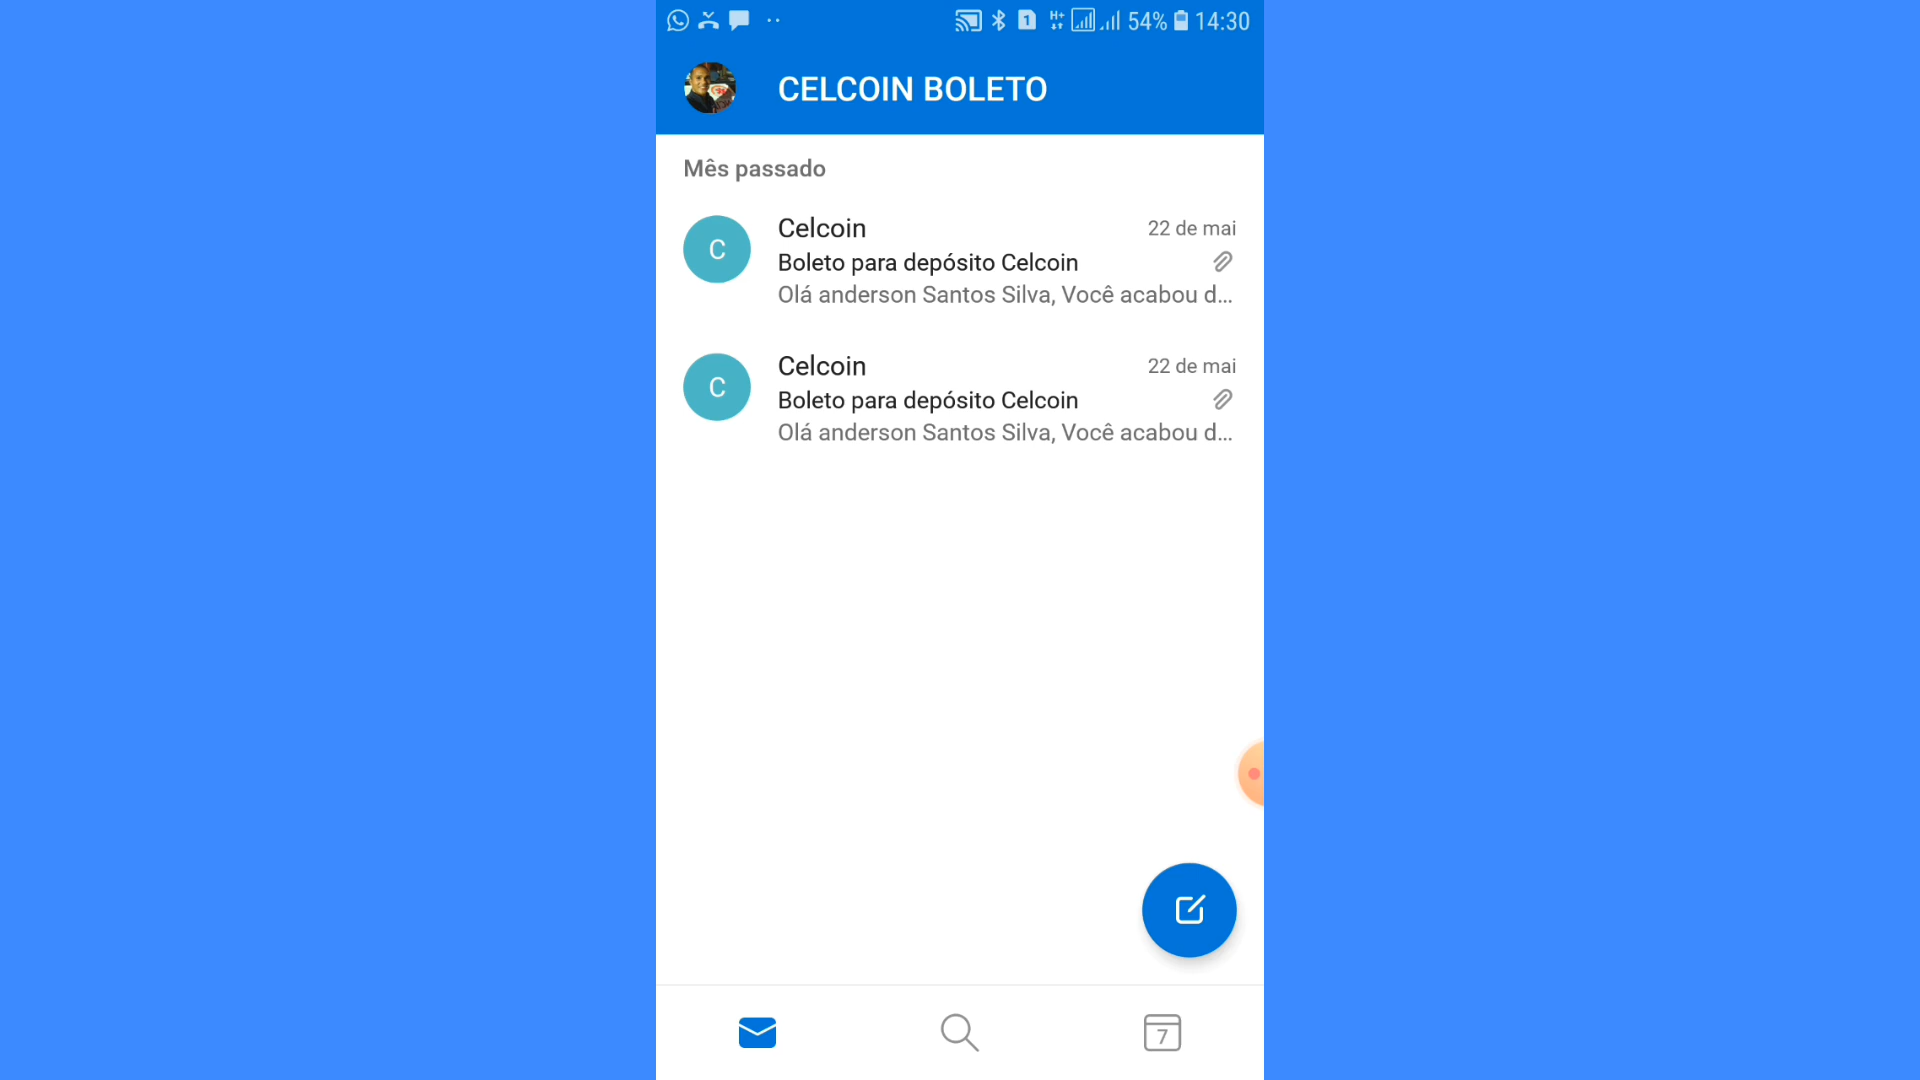 1 H+ 54% 14:30
CELCOIN BOLETO
Mês passado
C Celcoin 22 de mai
Boleto para depósito Celcoin
Olá anderson Santos Silva, Você acabou d...
C Celcoin 22 de mai
Boleto para depósito Celcoin
Olá anderson Santos Silva, Você acabou d...
7